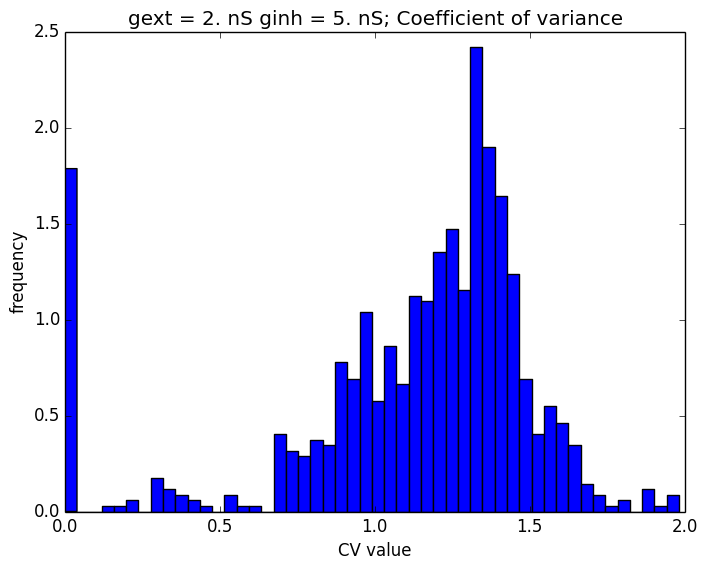 gext = 2. nS ginh = 5. nS; Coefficient of variance
2.5
2.0
1.5
1.0
0.5
0.0
frequency
0.0 0.5 1.0 1.5 2.0
CV value